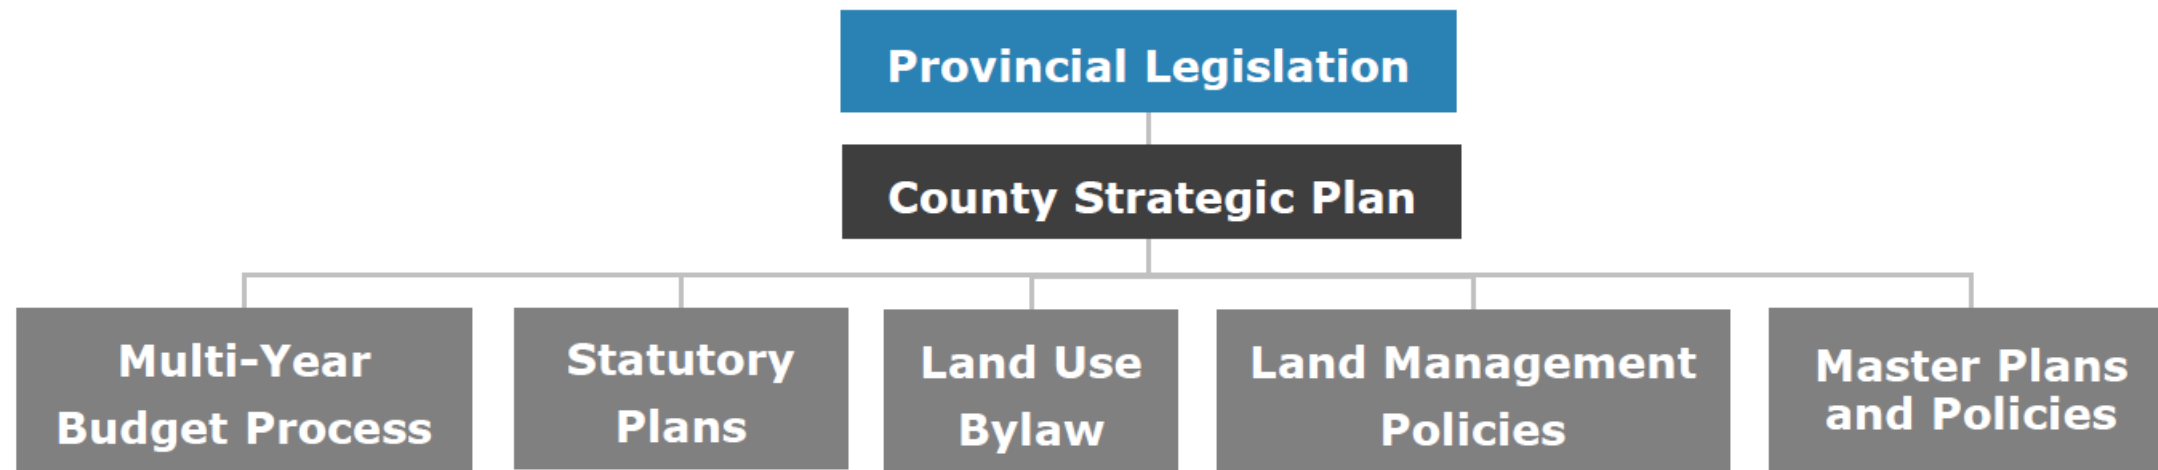 Provincial Legislation
County Strategic Plan
Multi-Year
Budget Process
Statutory
Plans
Land Use
Bylaw
Land Management
Policies
Master Plans
and Policies